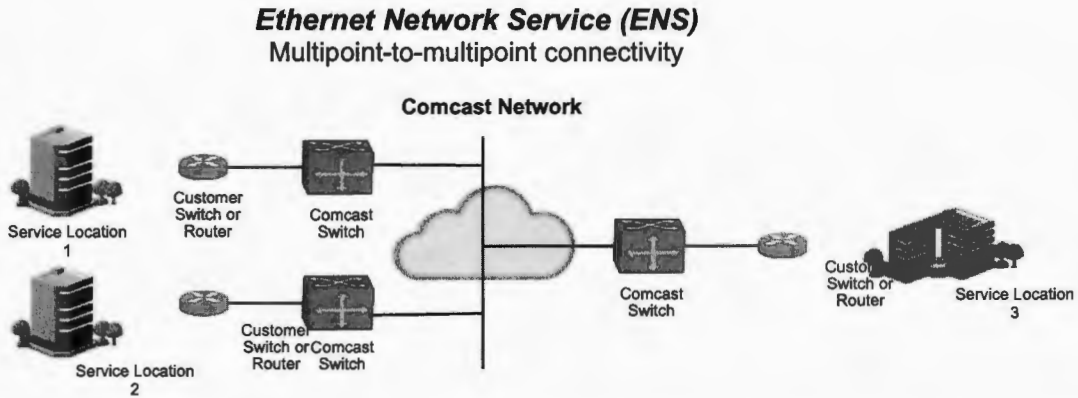 Ethernet Network Service (ENS)
Multipoint-to-multipoint connectivity
Comcast Network
Customer
Switch or
Router
Comcast
Switch
Service Location
1
Customer
Switch or
Router
Comcast
Switch
Service Location
2
Comcast
Switch
Switch or
Router
Service Location
3